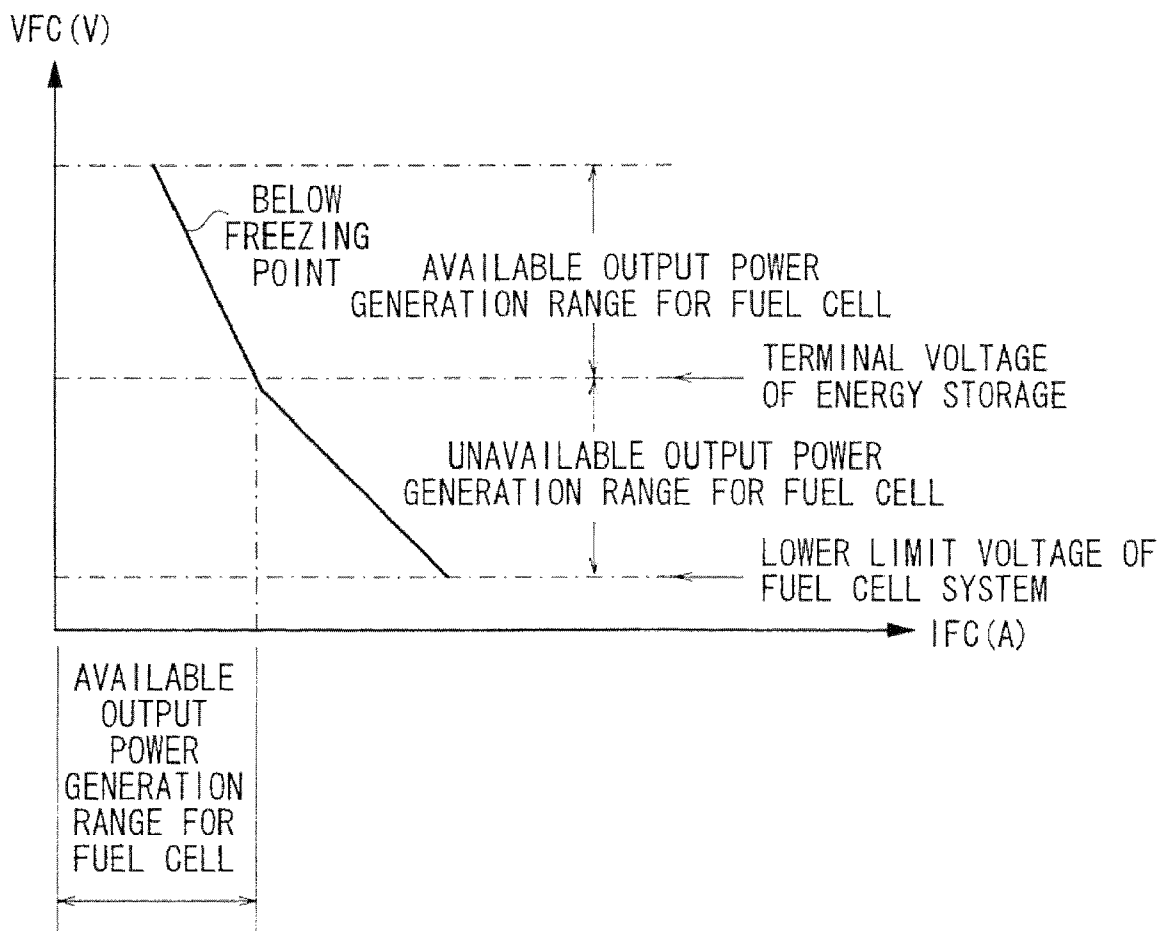 VFC(V)
BELOW
FREEZING
POINT
AVAILABLE OUTPUT POWER
GENERATION RANGE FOR FUEL CELL
TERMINAL VOLTAGE
OF ENERGY STORAGE
UNAVAILABLE OUTPUT POWER
GENERATION RANGE FOR FUEL CELL
LOWER LIMIT VOLTAGE OF
FUEL CELL SYSTEM
IFC(A)
AVAILABLE
OUTPUT
POWER
GENERATION
RANGE FOR
FUEL CELL